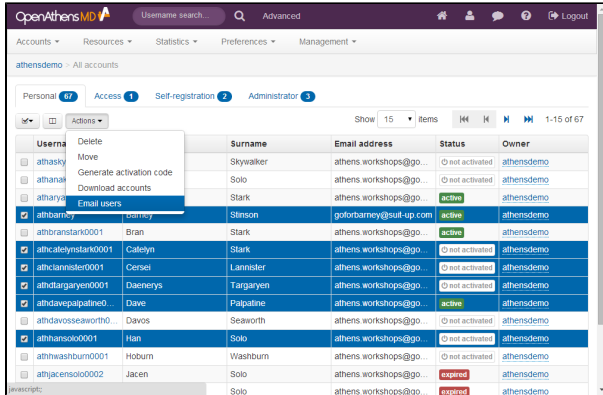 OpenAthens MD Username search... Advanced Logout
Accounts Resources Statistics Preferences Management
athensdemo > All accounts
Personal 67 Access 1 Self-registration 2 Administrator 3
Actions Show 15 items 1-15 of 67
Userna Surname Email address Status Owner
Delete
Move
Generate activation code
Download accounts
Email users
athasky Skywalker athens.workshops@go... not activated athensdemo
athanak Solo athens.workshops@go... not activated athensdemo
atharya Stark athens.workshops@go... active athensdemo
athbarney Barney Stinson goforbarney@suit-up.com active athensdemo
athbranstark0001 Bran Stark athens.workshops@go... active athensdemo
athcatelynstark0001 Catelyn Stark athens.workshops@go... not activated athensdemo
athclannister0001 Cersei Lannister athens.workshops@go... not activated athensdemo
athdtargaryen0001 Daenerys Targaryen athens.workshops@go... not activated athensdemo
athdavepalpatine0... Dave Palpatine athens.workshops@go... active athensdemo
athdavosseaworth0... Davos Seaworth athens.workshops@go... not activated athensdemo
athhansolo0001 Han Solo athens.workshops@go... not activated athensdemo
athhwashburn0001 Hoburn Washburn athens.workshops@go... not activated athensdemo
athjacensolo0002 Jacen Solo athens.workshops@go... expired athensdemo
javascript:; Solo athens.workshops@go... expired athensdemo